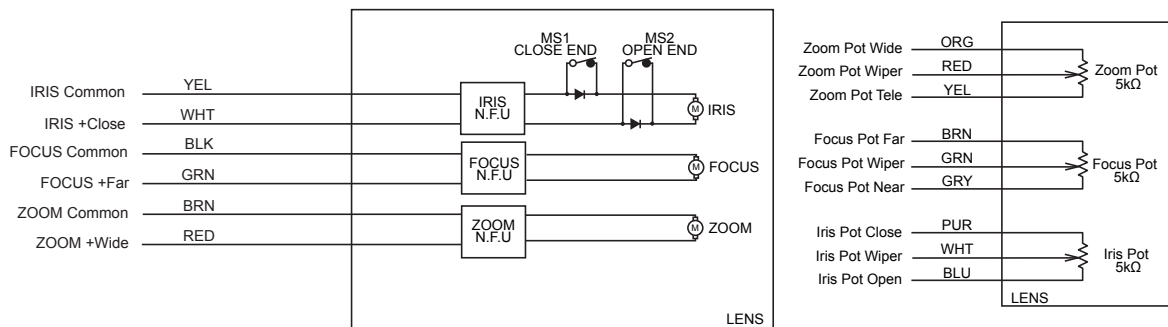 MS1
CLOSE END
MS2
OPEN END
IRIS Common YEL
IRIS +Close WHT
IRIS
N.F.U
M IRIS
FOCUS Common BLK
FOCUS +Far GRN
FOCUS
N.F.U
M FOCUS
ZOOM Common BRN
ZOOM +Wide RED
ZOOM
N.F.U
M ZOOM
LENS
Zoom Pot Wide ORG
Zoom Pot Wiper RED
Zoom Pot Tele YEL
Zoom Pot
5kΩ
Focus Pot Far BRN
Focus Pot Wiper GRN
Focus Pot Near GRY
Focus Pot
5kΩ
Iris Pot Close PUR
Iris Pot Wiper WHT
Iris Pot Open BLU
Iris Pot
5kΩ
LENS